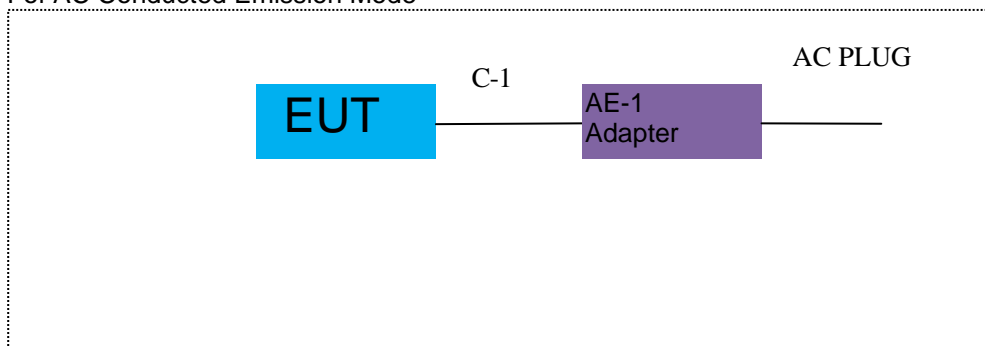 For AC Conducted Emission Mode
AC PLUG
C-1
EUT
AE-1
Adapter